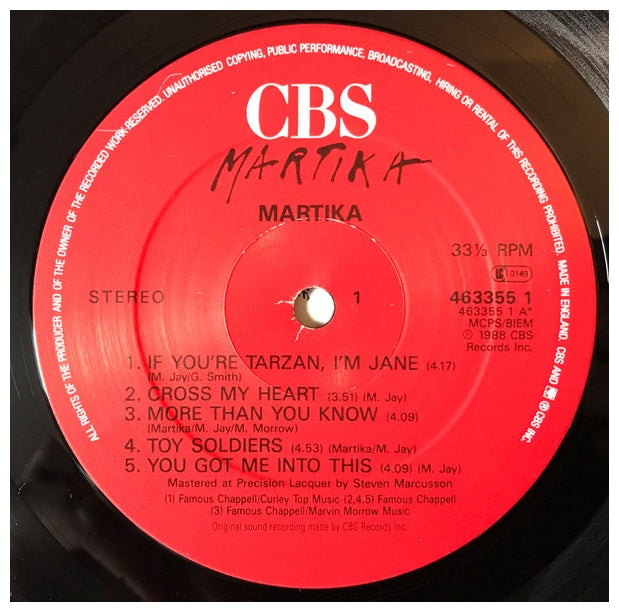 ALL RIGHTS OF THE PRODUCER AND OF THE OWNER OF THE RECORDED WORK RESERVED. UNAUTHORISED COPYING, PUBLIC PERFORMANCE, BROADCASTING, HIRING OR RENTAL OF THIS RECORDING PROHIBITED. MADE IN ENGLAND. CBS AND ℗ CBS INC.
CBS
MARTIKA
MARTIKA
33⅓ RPM
LC 0149
STEREO
1
463355 1
463355 1 A*
MCPS/BIEM
℗ 1988 CBS
Records Inc.
1. IF YOU'RE TARZAN, I'M JANE (4.17)
(M. Jay/G. Smith)
2. CROSS MY HEART (3.51) (M. Jay)
3. MORE THAN YOU KNOW (4.09)
(Martika/M. Jay/M. Morrow)
4. TOY SOLDIERS (4.53) (Martika/M. Jay)
5. YOU GOT ME INTO THIS (4.09) (M. Jay)
Mastered at Precision Lacquer by Steven Marcusson
(1) Famous Chappell/Curley Top Music (2,4,5) Famous Chappell
(3) Famous Chappell/Marvin Morrow Music
Original sound recording made by CBS Records Inc.